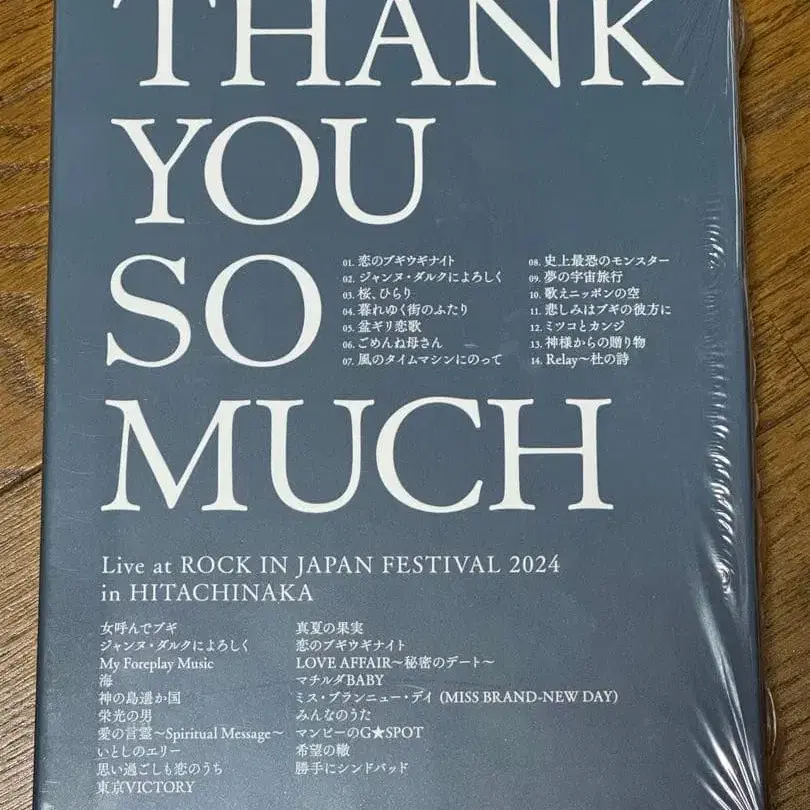 THANK
YOU
SO
MUCH
01. 恋のブギウギナイト
02. ジャンヌ・ダルクによろしく
03. 桜、ひらり
04. 暮れゆく街のふたり
05. 盆ギリ恋歌
06. ごめんね母さん
07. 風のタイムマシンにのって
08. 史上最恐のモンスター
09. 夢の宇宙旅行
10. 歌えニッポンの空
11. 悲しみはブギの彼方に
12. ミツコとカンジ
13. 神様からの贈り物
14. Relay〜杜の詩
Live at ROCK IN JAPAN FESTIVAL 2024
in HITACHINAKA
女呼んでブギ
ジャンヌ・ダルクによろしく
My Foreplay Music
海
神の島遥か国
栄光の男
愛の言霊〜Spiritual Message〜
いとしのエリー
思い過ごしも恋のうち
東京VICTORY
真夏の果実
恋のブギウギナイト
LOVE AFFAIR〜秘密のデート〜
マチルダBABY
ミス・ブランニュー・デイ (MISS BRAND-NEW DAY)
みんなのうた
マンピーのG★SPOT
希望の轍
勝手にシンドバッド